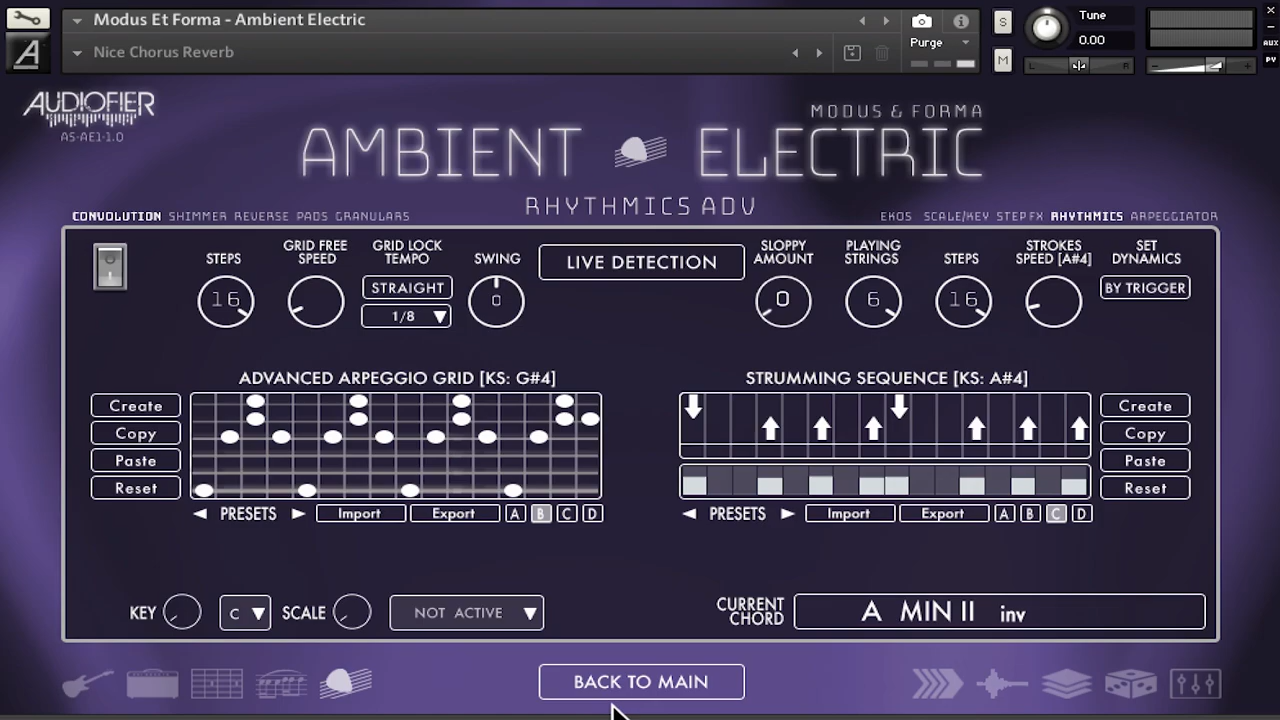 Modus Et Forma - Ambient Electric
Nice Chorus Reverb
Purge
S
M
Tune
0.00
L R
- +
×
-
AUX
PV
AUDIOFIER
AS-AE1-1.0
MODUS & FORMA
AMBIENT ELECTRIC
RHYTHMICS ADV
CONVOLUTION SHIMMER REVERSE PADS GRANULARS
EKOS SCALE/KEY STEPFX RHYTHMICS ARPEGGIATOR
STEPS
16
GRID FREE
SPEED
GRID LOCK
TEMPO
STRAIGHT
1/8
SWING
0
LIVE DETECTION
SLOPPY
AMOUNT
0
PLAYING
STRINGS
6
STEPS
16
STROKES
SPEED [A#4]
SET
DYNAMICS
BY TRIGGER
ADVANCED ARPEGGIO GRID [KS: G#4]
Create
Copy
Paste
Reset
PRESETS Import Export A B C D
STRUMMING SEQUENCE [KS: A#4]
Create
Copy
Paste
Reset
PRESETS Import Export A B C D
KEY C SCALE NOT ACTIVE
CURRENT
CHORD
A MIN II inv
BACK TO MAIN